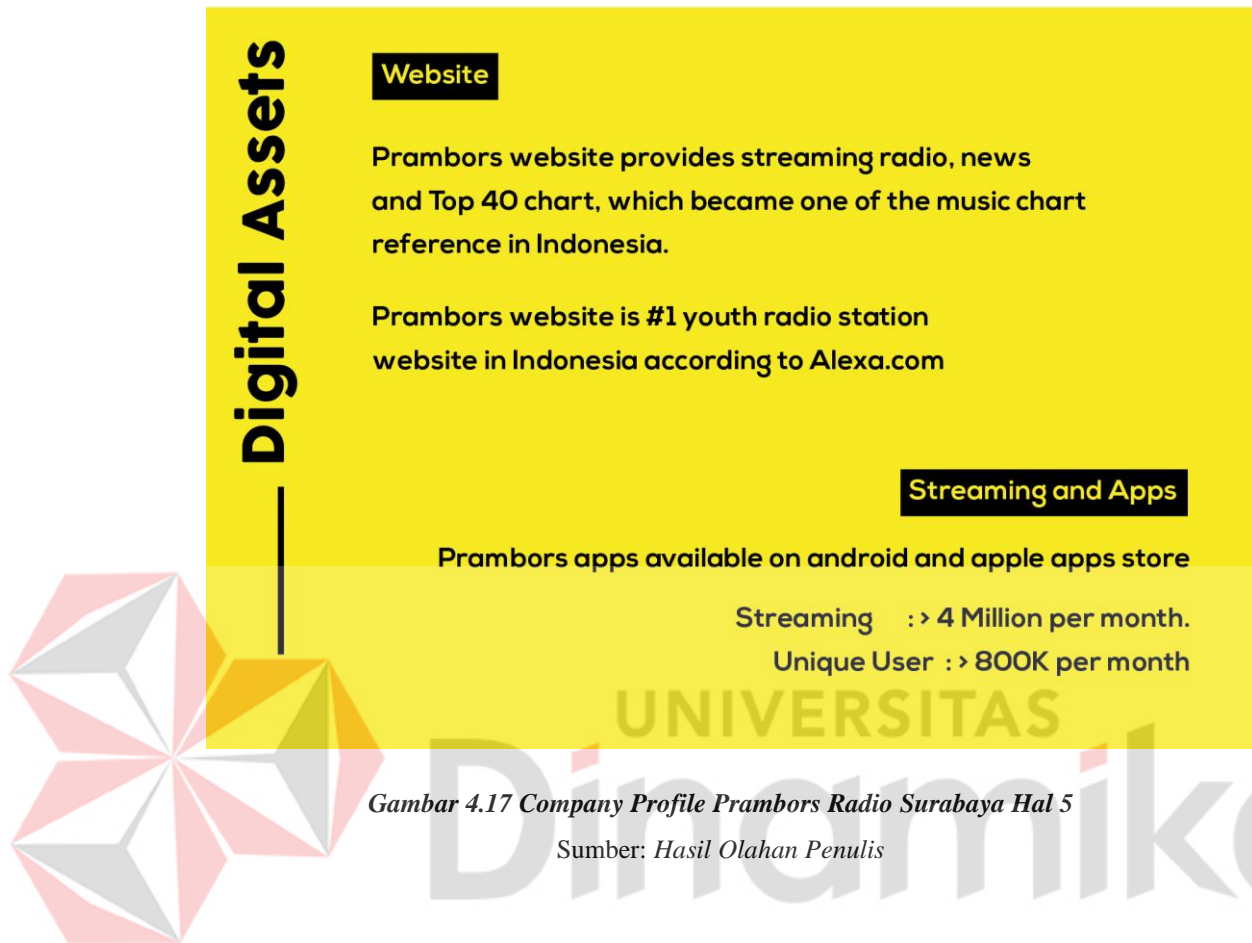 Digital Assets
Website
Prambors website provides streaming radio, news
and Top 40 chart, which became one of the music chart
reference in Indonesia.
Prambors website is #1 youth radio station
website in Indonesia according to Alexa.com
Streaming and Apps
Prambors apps available on android and apple apps store
Streaming : > 4 Million per month.
Unique User : > 800K per month
UNIVERSITAS
Dinamika
Gambar 4.17 Company Profile Prambors Radio Surabaya Hal 5
Sumber: Hasil Olahan Penulis